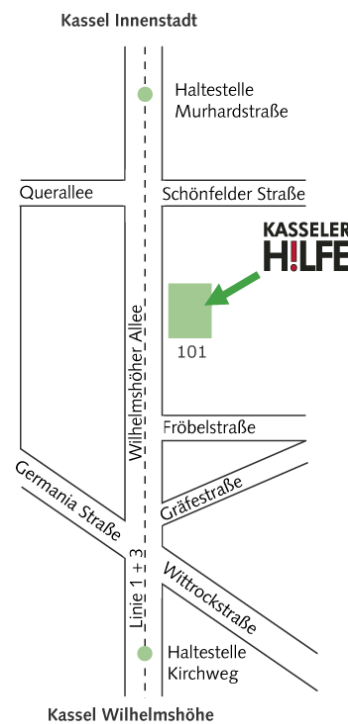 Kassel Innenstadt
Haltestelle
Murhardstraße
Querallee
Schönfelder Straße
KASSELER
H!LFE
101
Wilhelmshöher Allee
Fröbelstraße
Germania Straße
Gräfestraße
Linie 1 + 3
Wittrockstraße
Haltestelle
Kirchweg
Kassel Wilhelmshöhe